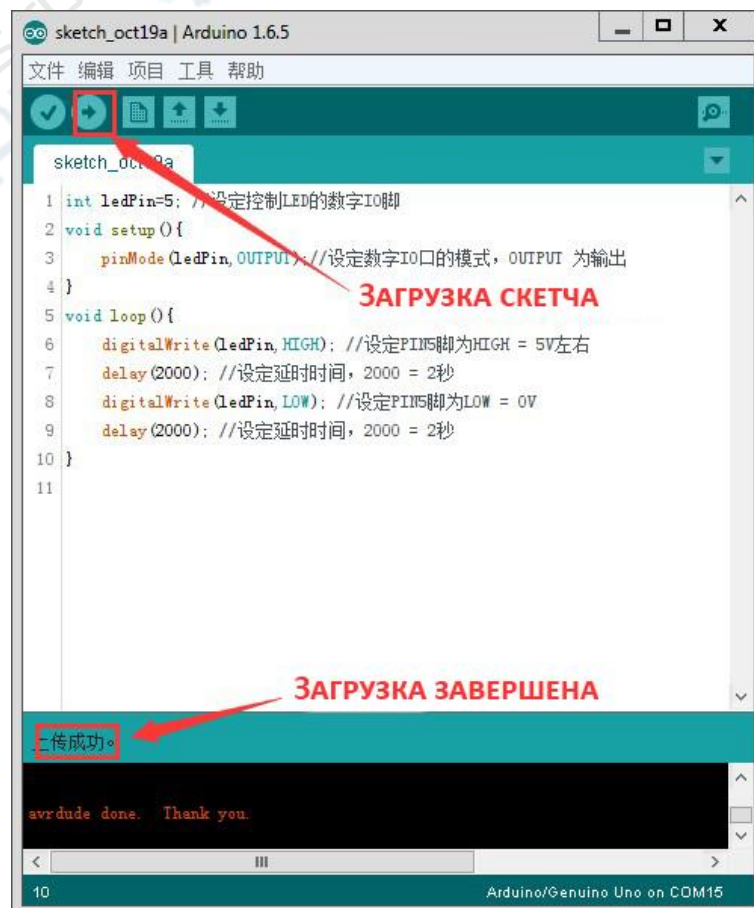 sketch_oct19a | Arduino 1.6.5
文件 编辑 项目 工具 帮助
sketch_oct19a
1 int ledPin=5; //设定控制LED的数字IO脚
2 void setup(){
3 pinMode(ledPin,OUTPUT);//设定数字IO口的模式，OUTPUT 为输出
4 }
ЗАГРУЗКА СКЕТЧА
5 void loop(){
6 digitalWrite(ledPin,HIGH); //设定PIN5脚为HIGH = 5V左右
7 delay(2000); //设定延时时间，2000 = 2秒
8 digitalWrite(ledPin,LOW); //设定PIN5脚为LOW = 0V
9 delay(2000); //设定延时时间，2000 = 2秒
10 }
11
ЗАГРУЗКА ЗАВЕРШЕНА
上传成功。
avrdude done. Thank you.
10 Arduino/Genuino Uno on COM15